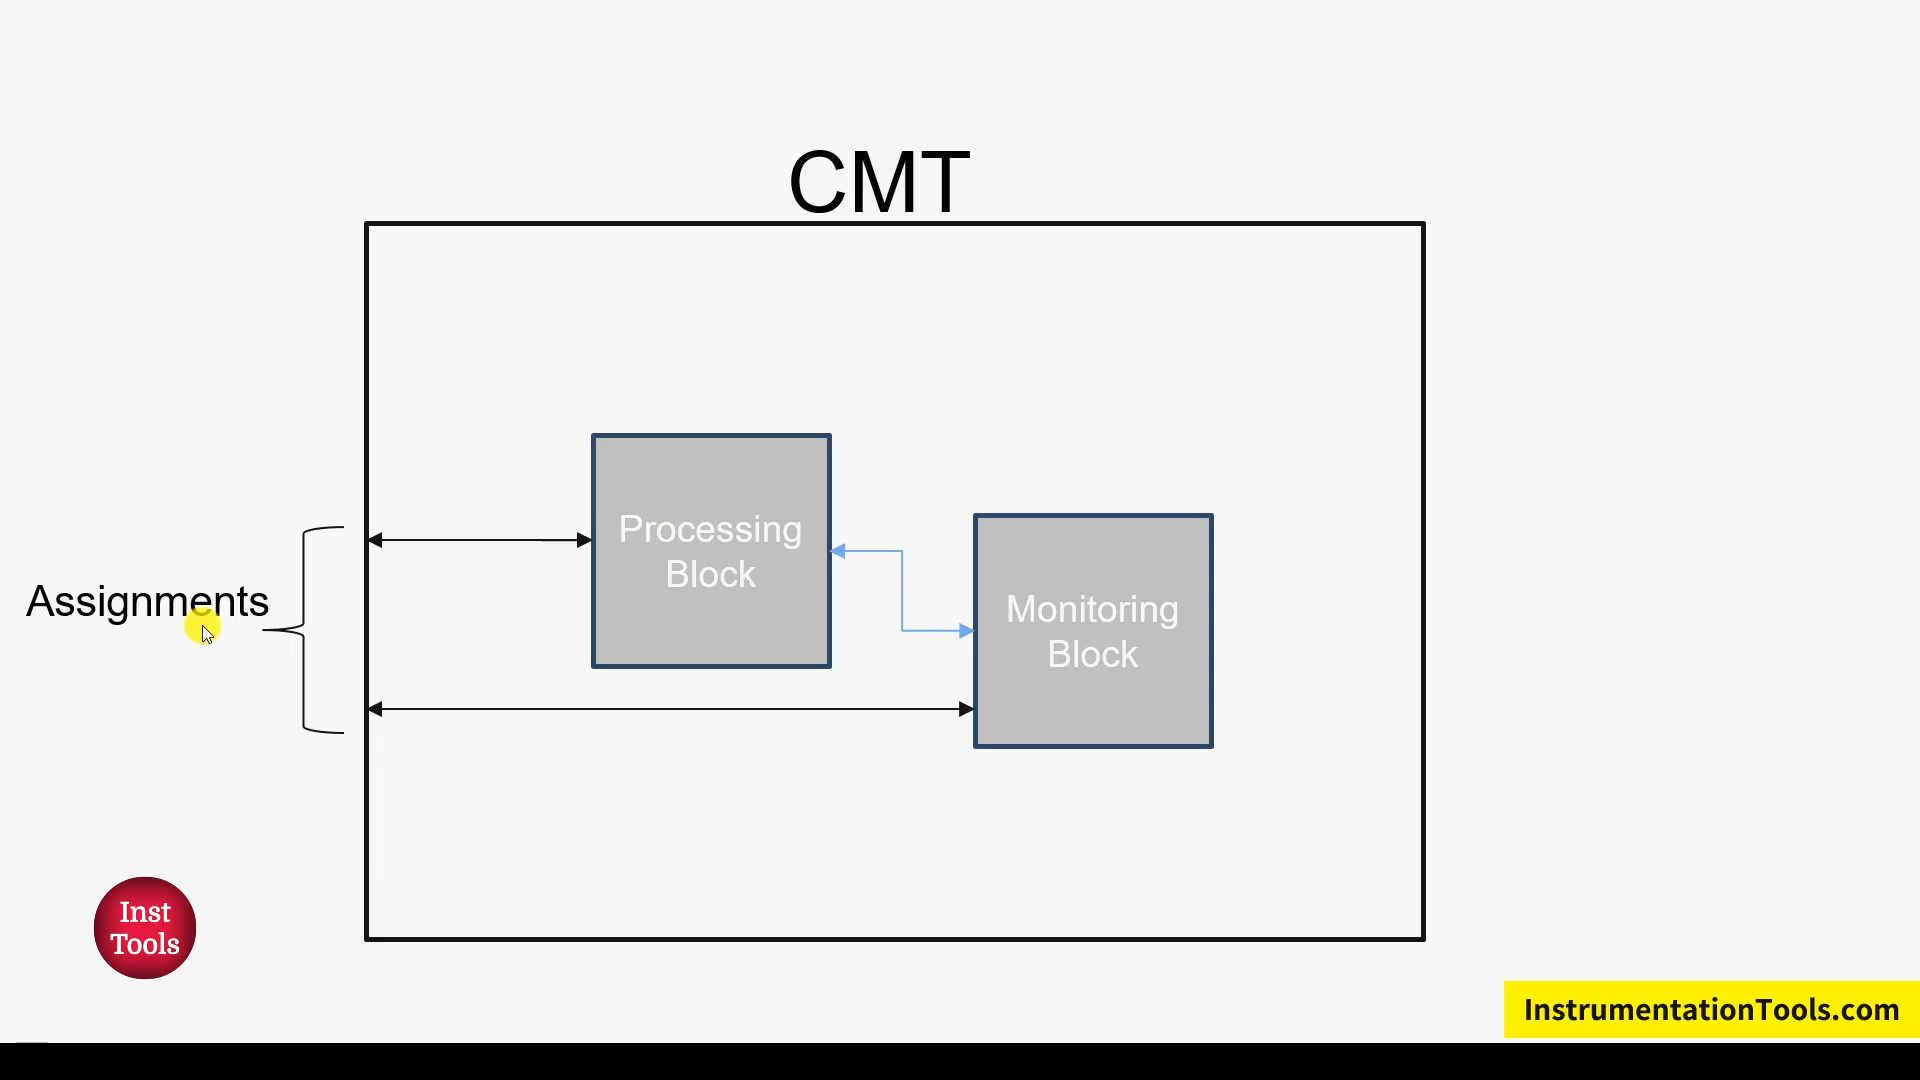 CMT
Processing
Block
Monitoring
Block
Assignments
Inst
Tools
InstrumentationTools.com